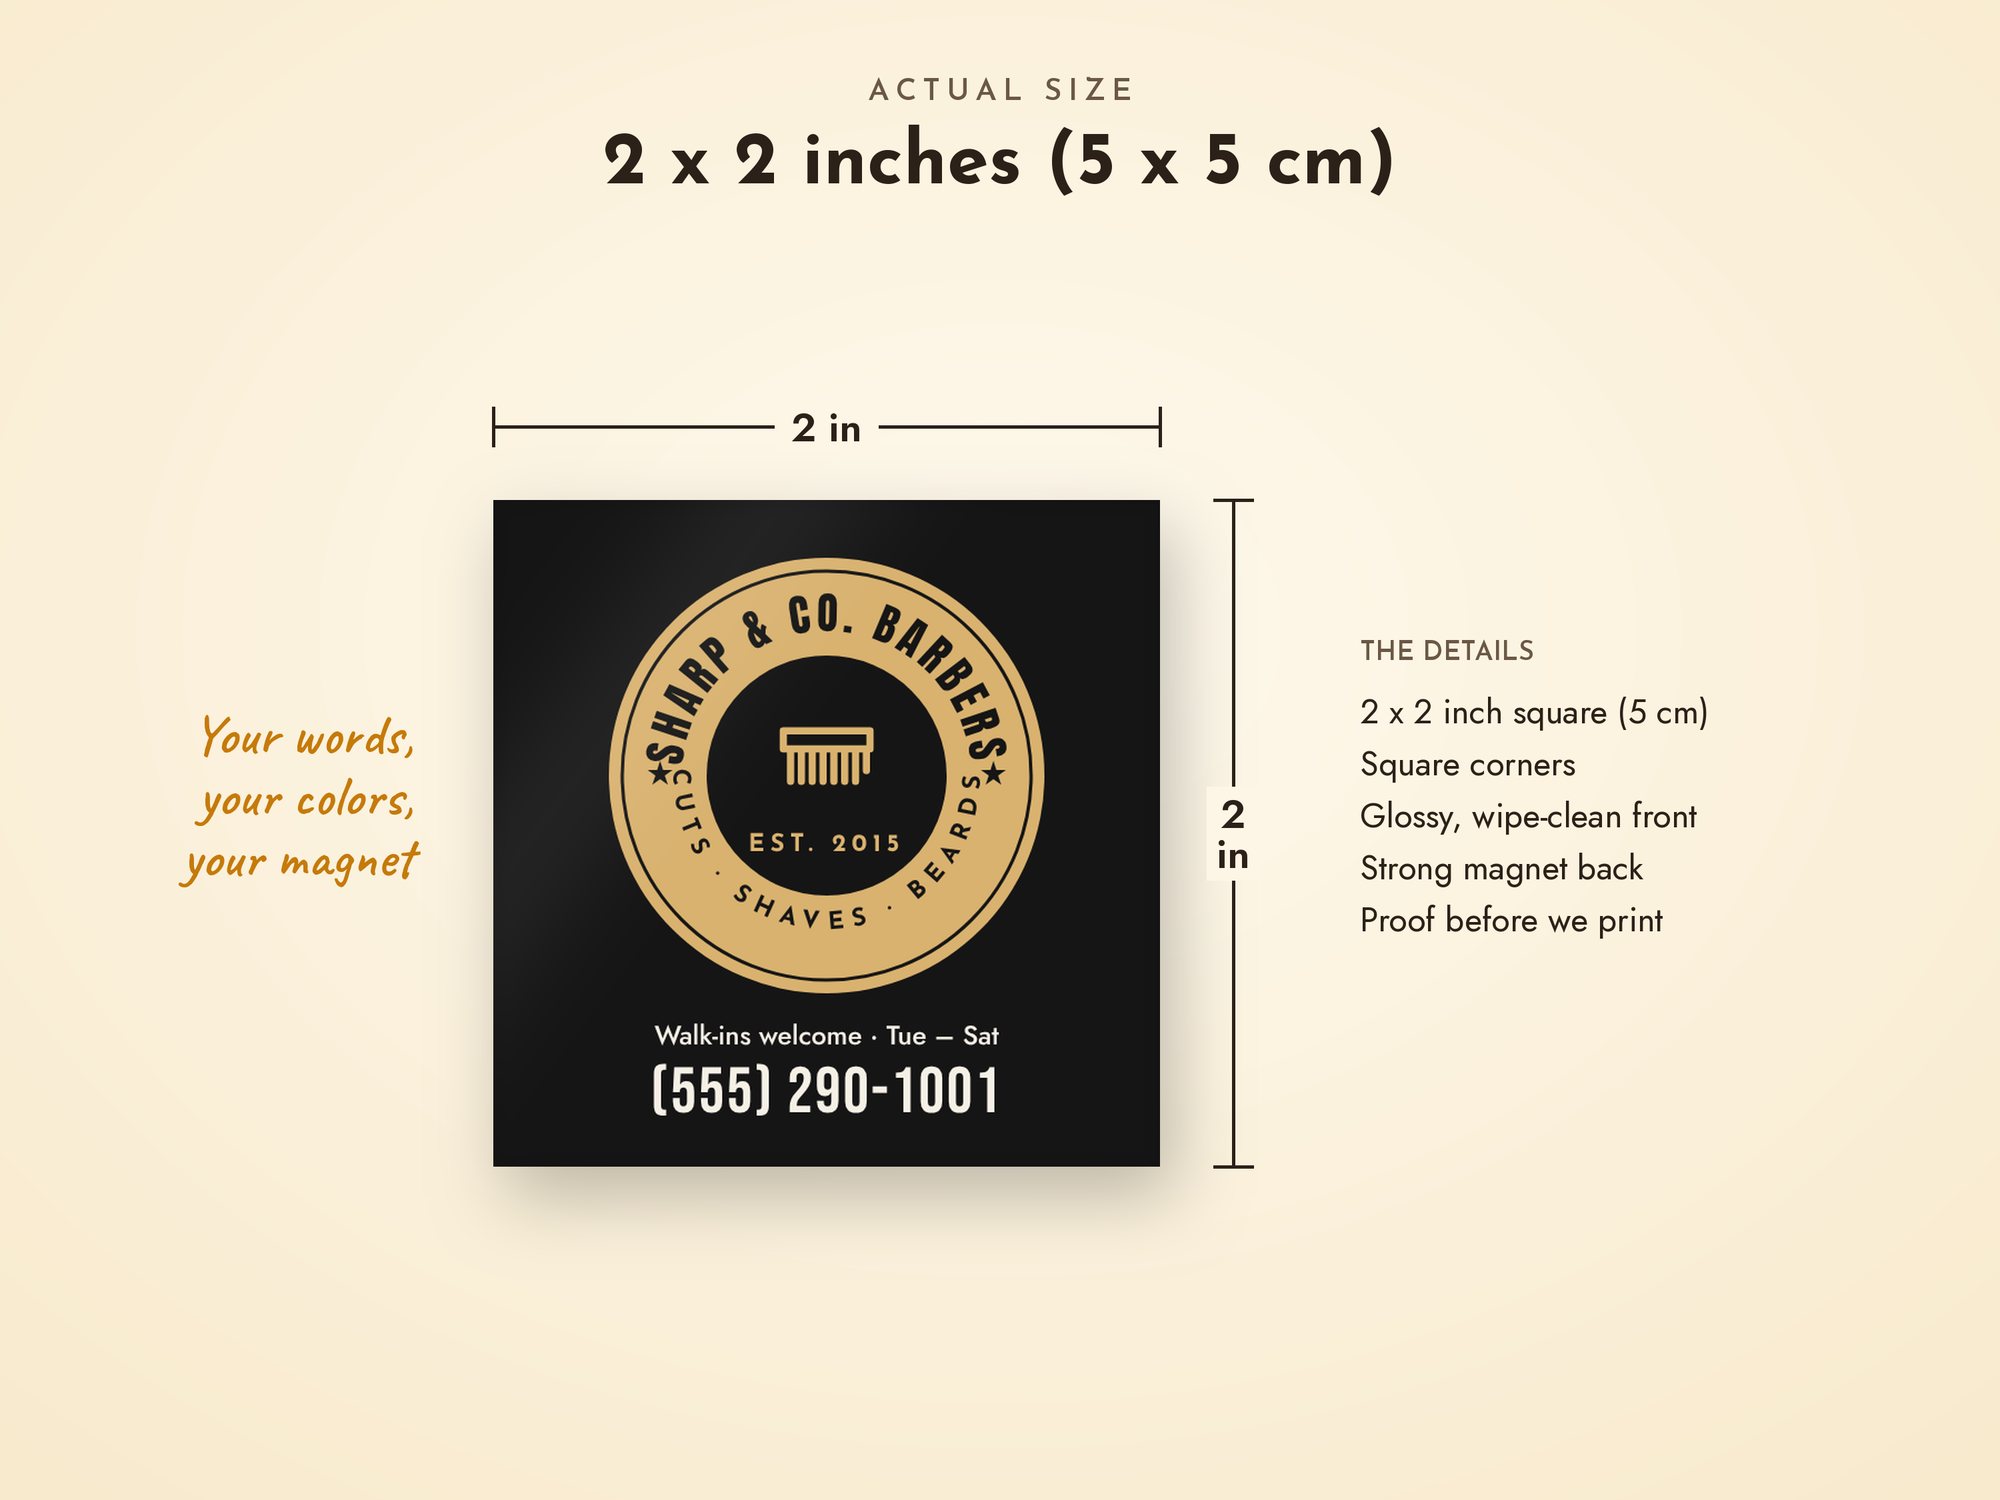 ACTUAL SIZE
2 x 2 inches (5 x 5 cm)
2 in
SHARP & CO. BARBERS
EST. 2015
★CUTS · SHAVES · BEARDS★
Walk-ins welcome · Tue – Sat
(555) 290-1001
2
in
Your words,
your colors,
your magnet
THE DETAILS
2 x 2 inch square (5 cm)
Square corners
Glossy, wipe-clean front
Strong magnet back
Proof before we print